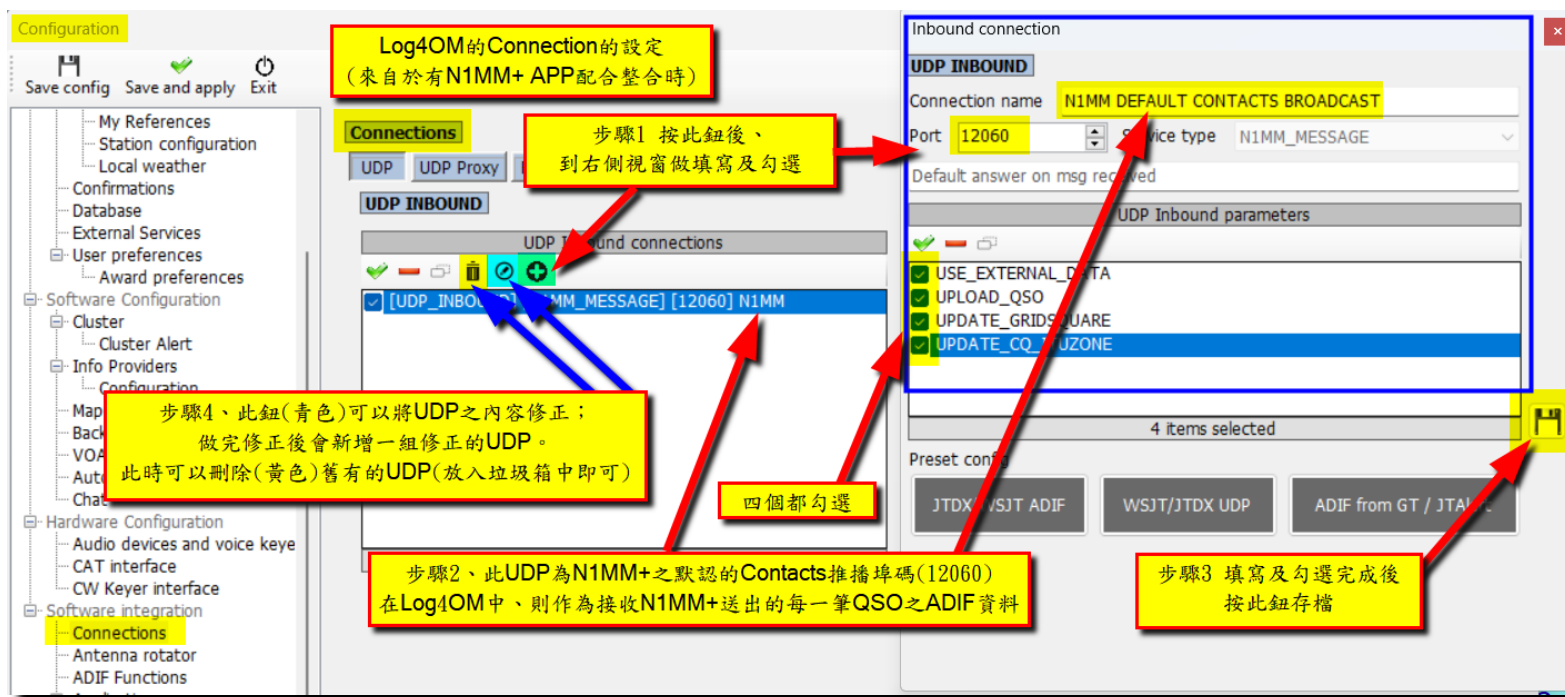 Configuration
Save config
Save and apply
Exit
My References
Station configuration
Local weather
Confirmations
Database
External Services
User preferences
Award preferences
Software Configuration
Cluster
Cluster Alert
Info Providers
Configuration
Map
Back
VOA
Auto
Chat
Hardware Configuration
Audio devices and voice keye
CAT interface
CW Keyer interface
Software integration
Connections
Antenna rotator
ADIF Functions
Log4OM的Connection的設定
(來自於有N1MM+ APP配合整合時)
Connections
UDP
UDP Proxy
UDP INBOUND
步驟1 按此鈕後、
到右側視窗做填寫及勾選
UDP Inbound connections
[UDP_INBOUND] [N1MM_MESSAGE] [12060] N1MM
步驟4、此鈕(青色)可以將UDP之內容修正；
做完修正後會新增一組修正的UDP。
此時可以刪除(黃色)舊有的UDP(放入垃圾箱中即可)
四個都勾選
步驟2、此UDP為N1MM+之默認的Contacts推播埠碼(12060)
在Log4OM中、則作為接收N1MM+送出的每一筆QSO之ADIF資料
Inbound connection
UDP INBOUND
Connection name
N1MM DEFAULT CONTACTS BROADCAST
Port
12060
Service type
N1MM_MESSAGE
Default answer on msg received
UDP Inbound parameters
USE_EXTERNAL_DATA
UPLOAD_QSO
UPDATE_GRIDSQUARE
UPDATE_CQ_ITUZONE
4 items selected
Preset config
JTDX/WSJT ADIF
WSJT/JTDX UDP
ADIF from GT / JTAlert
步驟3 填寫及勾選完成後
按此鈕存檔